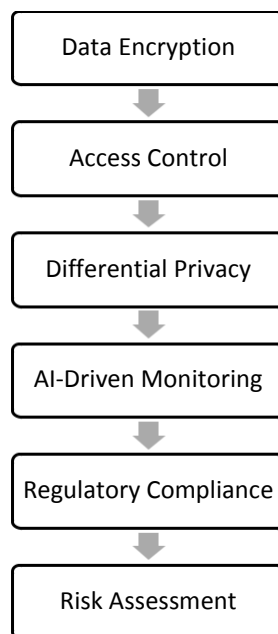 Data Encryption
Access Control
Differential Privacy
AI-Driven Monitoring
Regulatory Compliance
Risk Assessment